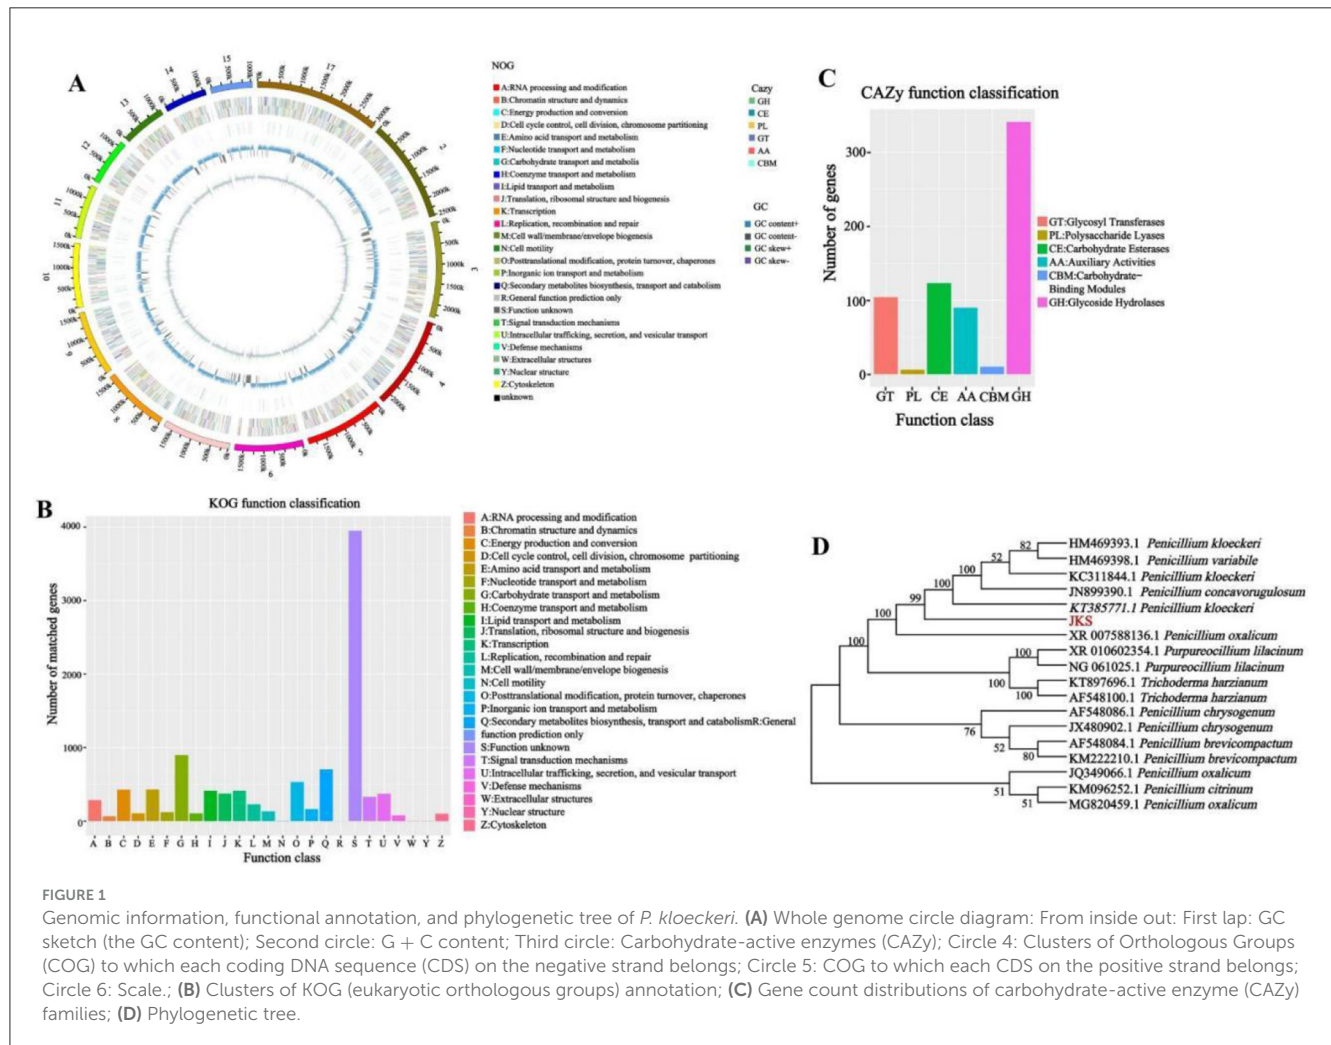 A
NOG
A:RNA processing and modification
B:Chromatin structure and dynamics
C:Energy production and conversion
D:Cell cycle control, cell division, chromosome partitioning
E:Amino acid transport and metabolism
F:Nucleotide transport and metabolism
G:Carbohydrate transport and metabolis
H:Coenzyme transport and metabolism
I:Lipid transport and metabolism
J:Translation, ribosomal structure and biogenesis
K:Transcription
L:Replication, recombination and repair
M:Cell wall/membrane/envelope biogenesis
N:Cell motility
O:Posttranslational modification, protein turnover, chaperones
P:Inorganic ion transport and metabolism
Q:Secondary metabolites biosynthesis, transport and catabolism
R:General function prediction only
S:Function unknown
T:Signal transduction mechanisms
U:Intracellular trafficking, secretion, and vesicular transport
V:Defense mechanisms
W:Extracellular structures
Y:Nuclear structure
Z:Cytoskeleton
unknown
Cazy
GH
CE
PL
GT
AA
CBM
GC
GC content+
GC content-
GC skew+
GC skew-
C
CAZy function classification
Number of genes
300
200
100
0
GT PL CE AA CBM GH
Function class
GT:Glycosyl Transferases
PL:Polysaccharide Lyases
CE:Carbohydrate Esterases
AA:Auxiliary Activities
CBM:Carbohydrate-
Binding Modules
GH:Glycoside Hydrolases
B
KOG function classification
Number of matched genes
4000
3000
2000
1000
0
A B C D E F G H I J K L M N O P Q R S T U V W Y Z
Function class
A:RNA processing and modification
B:Chromatin structure and dynamics
C:Energy production and conversion
D:Cell cycle control, cell division, chromosome partitioning
E:Amino acid transport and metabolism
F:Nucleotide transport and metabolism
G:Carbohydrate transport and metabolism
H:Coenzyme transport and metabolism
I:Lipid transport and metabolism
J:Translation, ribosomal structure and biogenesis
K:Transcription
L:Replication, recombination and repair
M:Cell wall/membrane/envelope biogenesis
N:Cell motility
O:Posttranslational modification, protein turnover, chaperones
P:Inorganic ion transport and metabolism
Q:Secondary metabolites biosynthesis, transport and catabolismR:General
function prediction only
S:Function unknown
T:Signal transduction mechanisms
U:Intracellular trafficking, secretion, and vesicular transport
V:Defense mechanisms
W:Extracellular structures
Y:Nuclear structure
Z:Cytoskeleton
D
HM469393.1 Penicillium kloeckeri
HM469398.1 Penicillium variabile
KC311844.1 Penicillium kloeckeri
JN899390.1 Penicillium concavorugulosum
KT385771.1 Penicillium kloeckeri
JKS
XR 007588136.1 Penicillium oxalicum
XR 010602354.1 Purpureocillium lilacinum
NG 061025.1 Purpureocillium lilacinum
KT897696.1 Trichoderma harzianum
AF548100.1 Trichoderma harzianum
AF548086.1 Penicillium chrysogenum
JX480902.1 Penicillium chrysogenum
AF548084.1 Penicillium brevicompactum
KM222210.1 Penicillium brevicompactum
JQ349066.1 Penicillium oxalicum
KM096252.1 Penicillium citrinum
MG820459.1 Penicillium oxalicum
82
52
100
100
99
100
100
100
100
100
76
52
80
51
51
FIGURE 1
Genomic information, functional annotation, and phylogenetic tree of P. kloeckeri. (A) Whole genome circle diagram: From inside out: First lap: GC
sketch (the GC content); Second circle: G + C content; Third circle: Carbohydrate-active enzymes (CAZy); Circle 4: Clusters of Orthologous Groups
(COG) to which each coding DNA sequence (CDS) on the negative strand belongs; Circle 5: COG to which each CDS on the positive strand belongs;
Circle 6: Scale.; (B) Clusters of KOG (eukaryotic orthologous groups) annotation; (C) Gene count distributions of carbohydrate-active enzyme (CAZy)
families; (D) Phylogenetic tree.